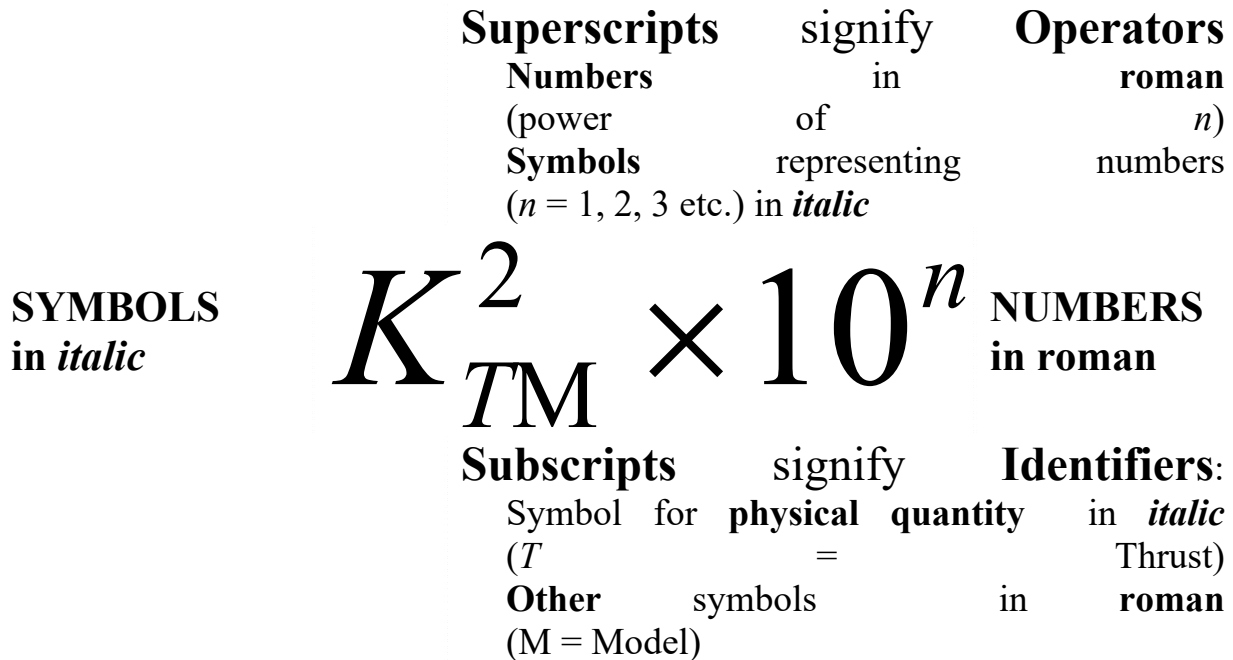 Superscripts signify Operators
Numbers in roman
(power of n)
Symbols representing numbers
(n = 1, 2, 3 etc.) in italic
SYMBOLS
in italic
K²_TM × 10ⁿ
NUMBERS
in roman
Subscripts signify Identifiers:
Symbol for physical quantity in italic
(T = Thrust)
Other symbols in roman
(M = Model)